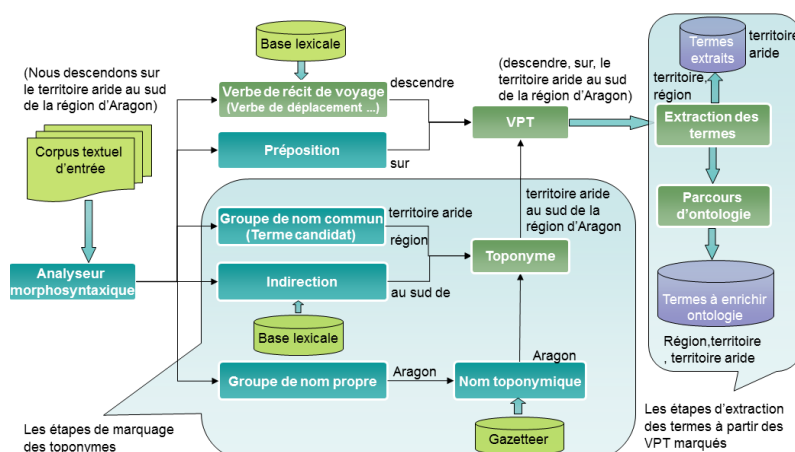 (Nous descendons sur
le territoire aride au sud
de la région d'Aragon)
Corpus textuel
d'entrée
Analyseur
morphosyntaxique
Base lexicale
Verbe de récit de voyage
(Verbe de déplacement ...)
descendre
Préposition
sur
(descendre, sur, le
territoire aride au sud
de la région d'Aragon)
VPT
Groupe de nom commun
(Terme candidat)
territoire aride
région
Indirection
au sud de
Base lexicale
Toponyme
territoire aride
au sud de la
région d'Aragon
Groupe de nom propre
Aragon
Nom toponymique
Aragon
Gazetteer
Les étapes de marquage
des toponymes
Termes
extraits
territoire
aride
territoire,
région
Extraction des
termes
Parcours
d'ontologie
Termes à enrichir
ontologie
Région,territoire
, territoire aride
Les étapes d'extraction
des termes à partir des
VPT marqués